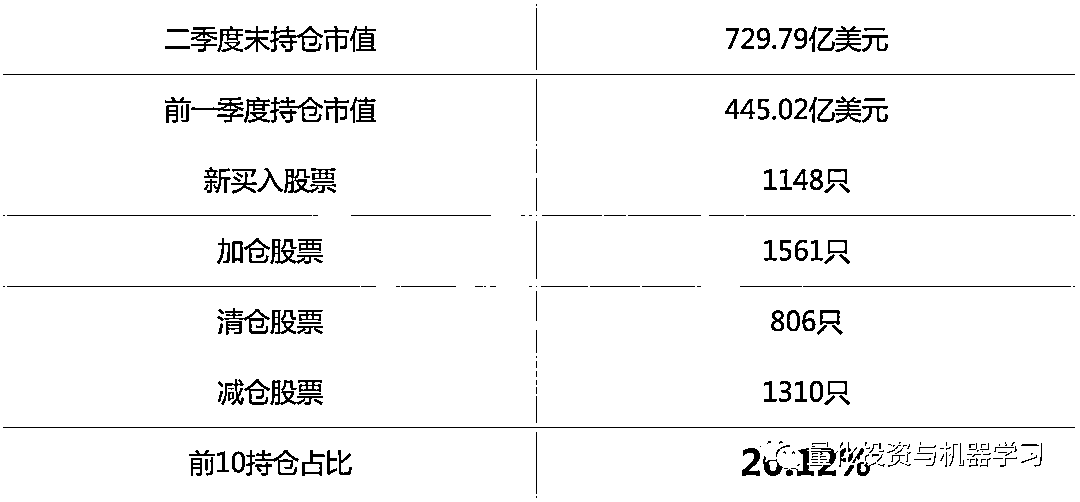 二季度末持仓市值 729.79亿美元
前一季度持仓市值 445.02亿美元
新买入股票 1148只
加仓股票 1561只
清仓股票 806只
减仓股票 1310只
前10持仓占比 20.12%
量化投资与机器学习